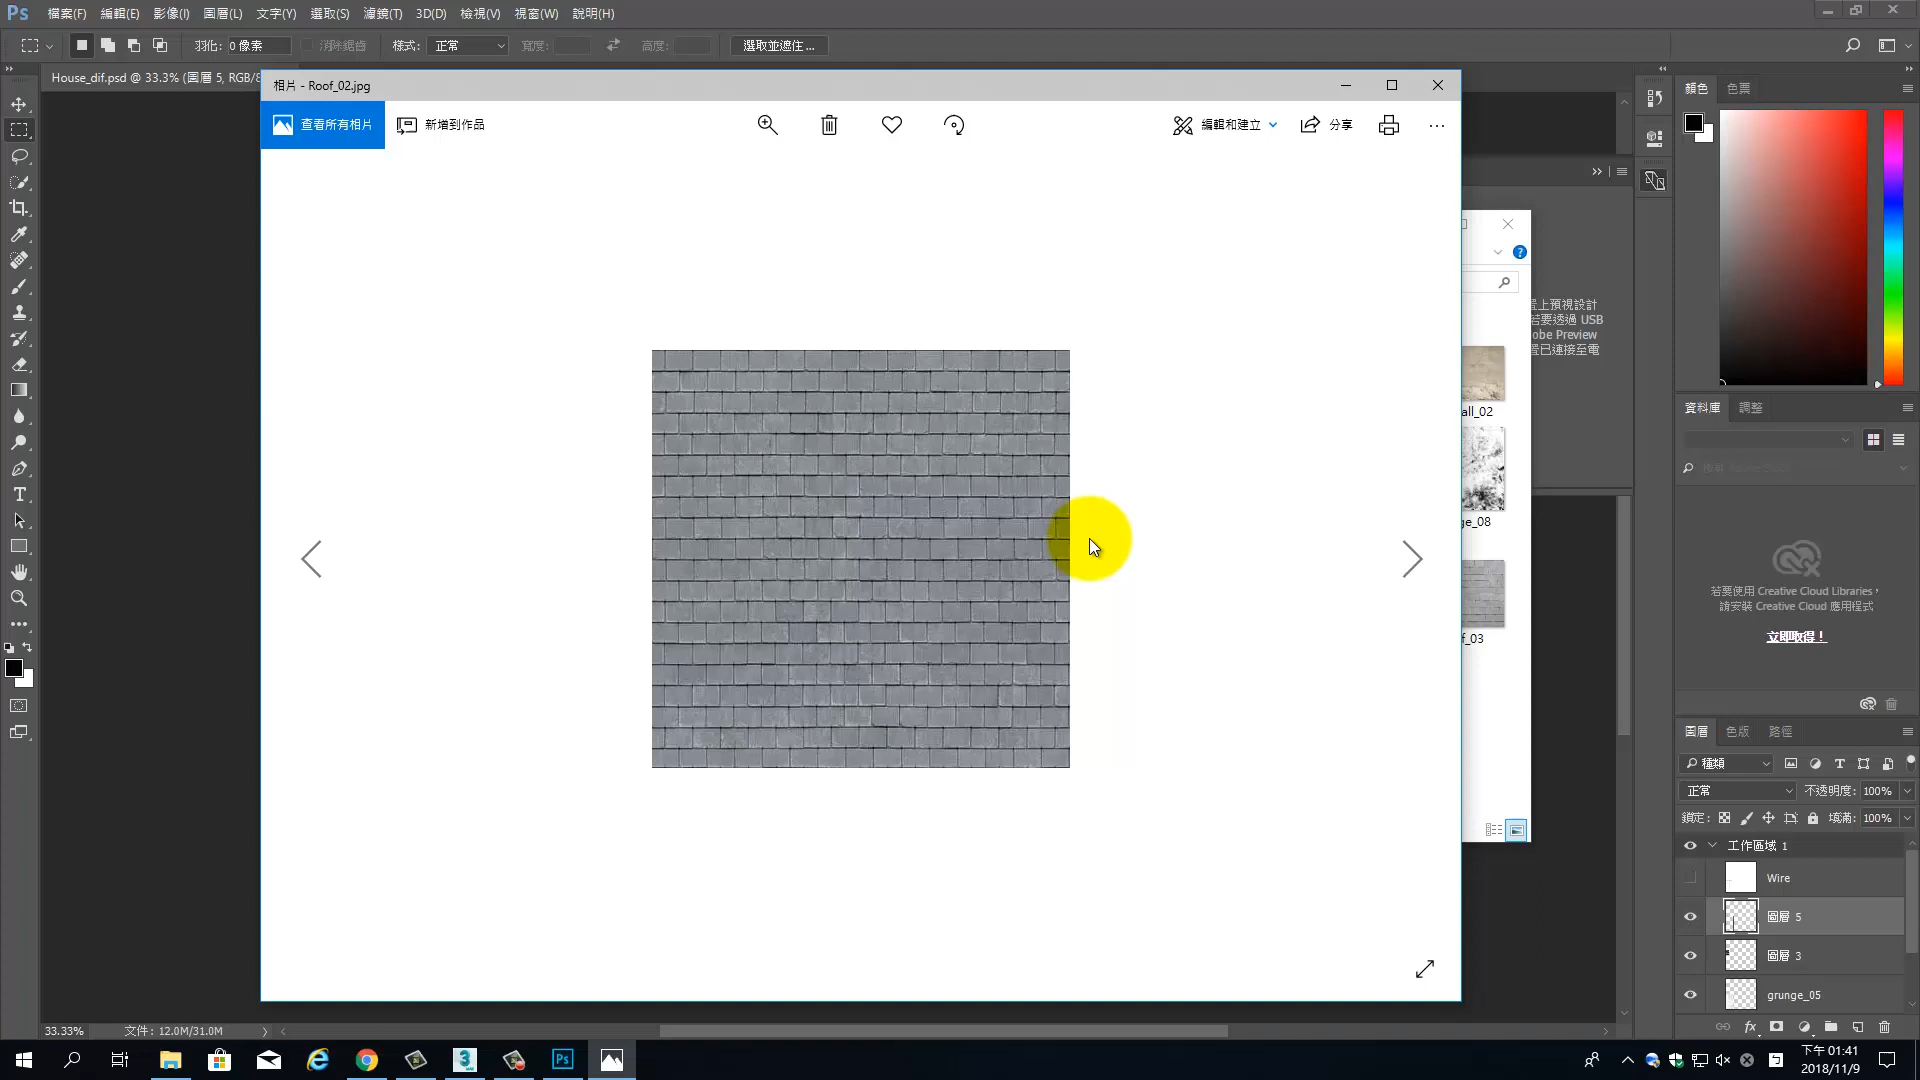 Ps 檔案(F) 編輯(E) 影像(I) 圖層(L) 文字(Y) 選取(S) 濾鏡(T) 3D(D) 檢視(V) 視窗(W) 說明(H)
羽化: 0 像素 消除鋸齒 樣式: 正常 寬度: 高度: 選取並遮住 ...
House_dif.psd @ 33.3% (圖層 5, RGB/8
相片 - Roof_02.jpg
查看所有相片 新增到作品 編輯和建立 分享
顏色 色票
置上預視設計
若要透過 USB
obe Preview
置已連接至電
all_02
ge_08
f_03
資料庫 調整
若要使用 Creative Cloud Libraries，
請安裝 Creative Cloud 應用程式
立即取得！
圖層 色版 路徑
種類
正常 不透明度: 100%
鎖定: 填滿: 100%
工作區域 1
Wire
圖層 5
圖層 3
grunge_05
33.33% 文件: 12.0M/31.0M
下午 01:41
2018/11/9